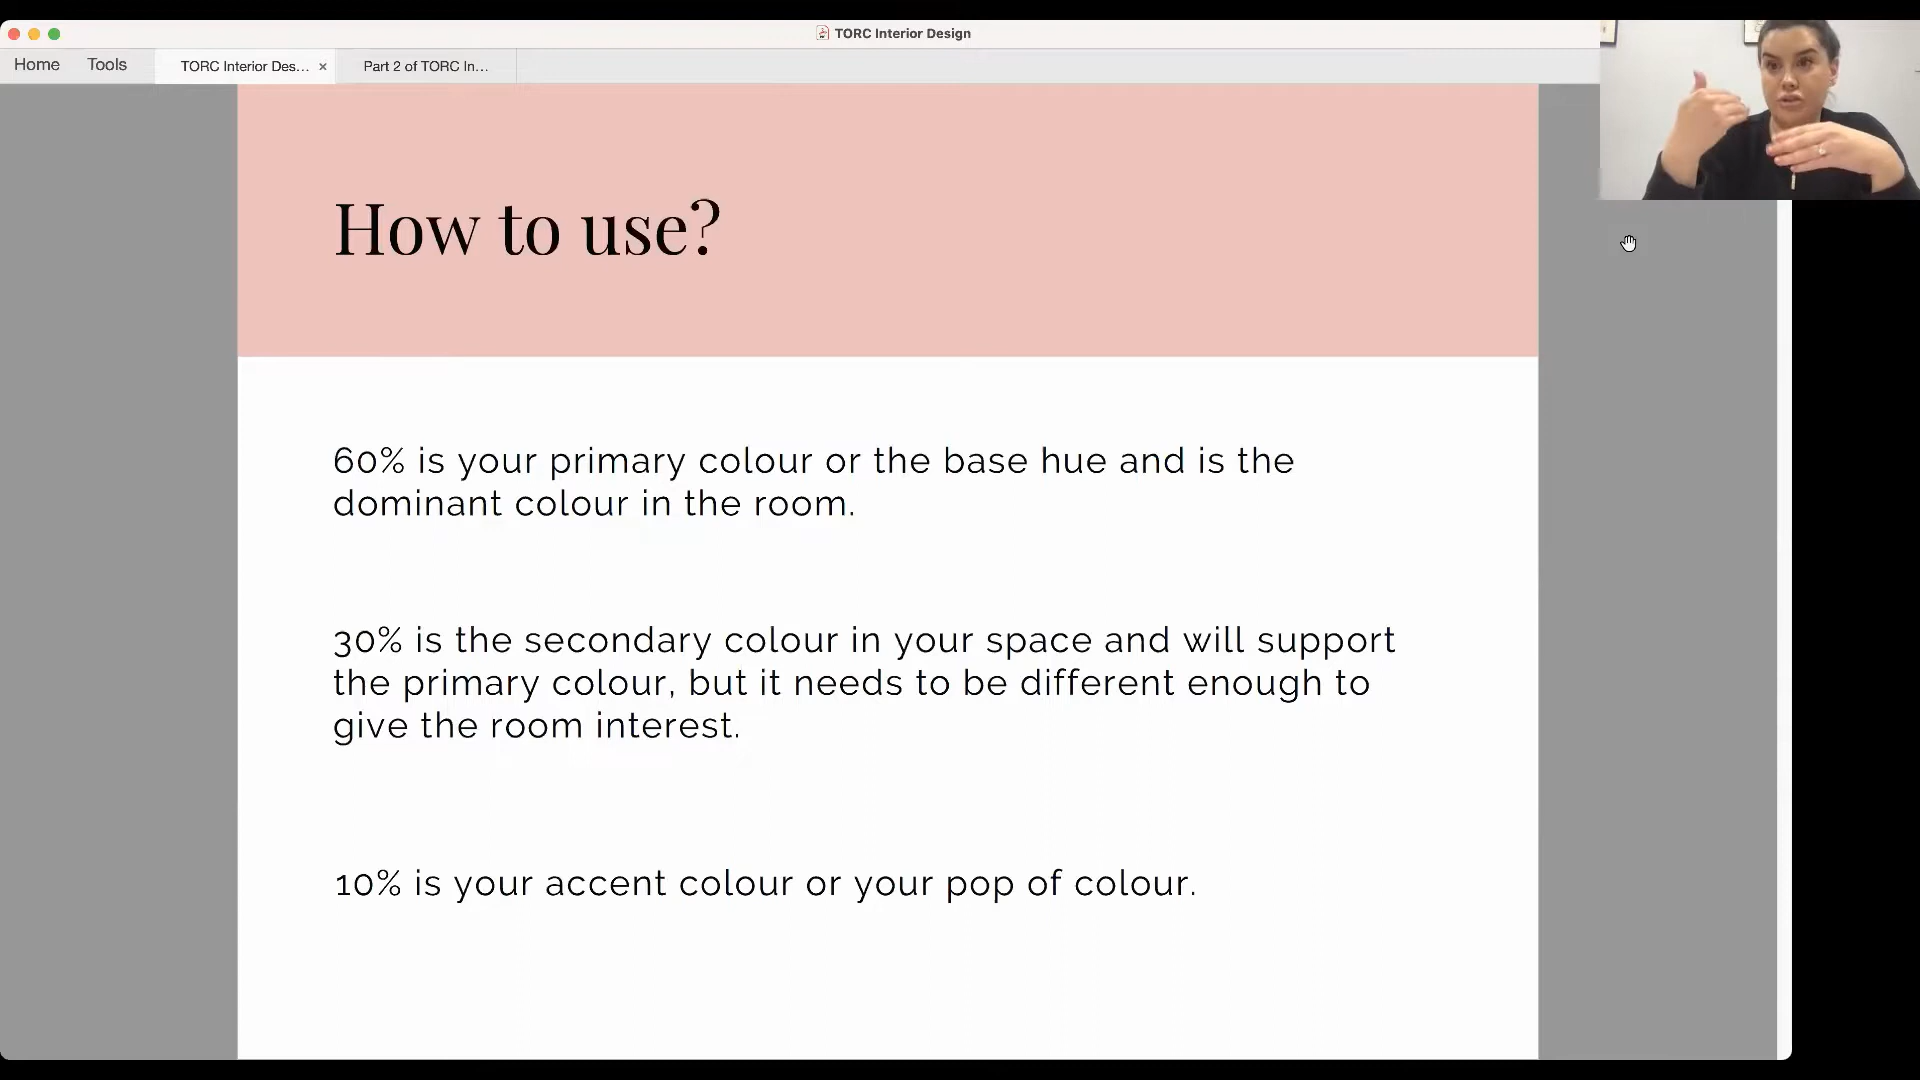 TORC Interior Design
Home Tools TORC Interior Des... × Part 2 of TORC In...
How to use?
60% is your primary colour or the base hue and is the
dominant colour in the room.
30% is the secondary colour in your space and will support
the primary colour, but it needs to be different enough to
give the room interest.
10% is your accent colour or your pop of colour.